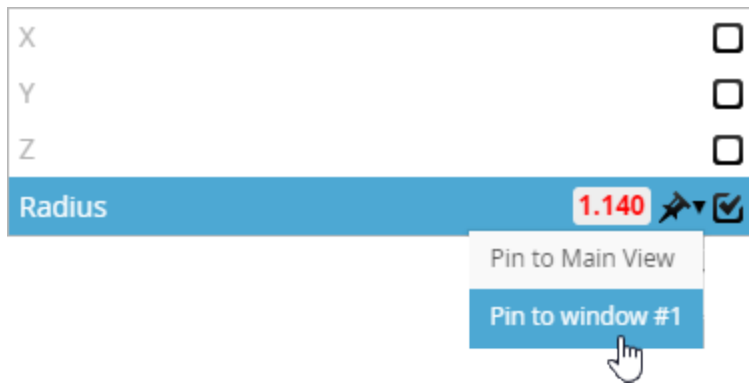 X
Y
Z
Radius 1.140
Pin to Main View
Pin to window #1